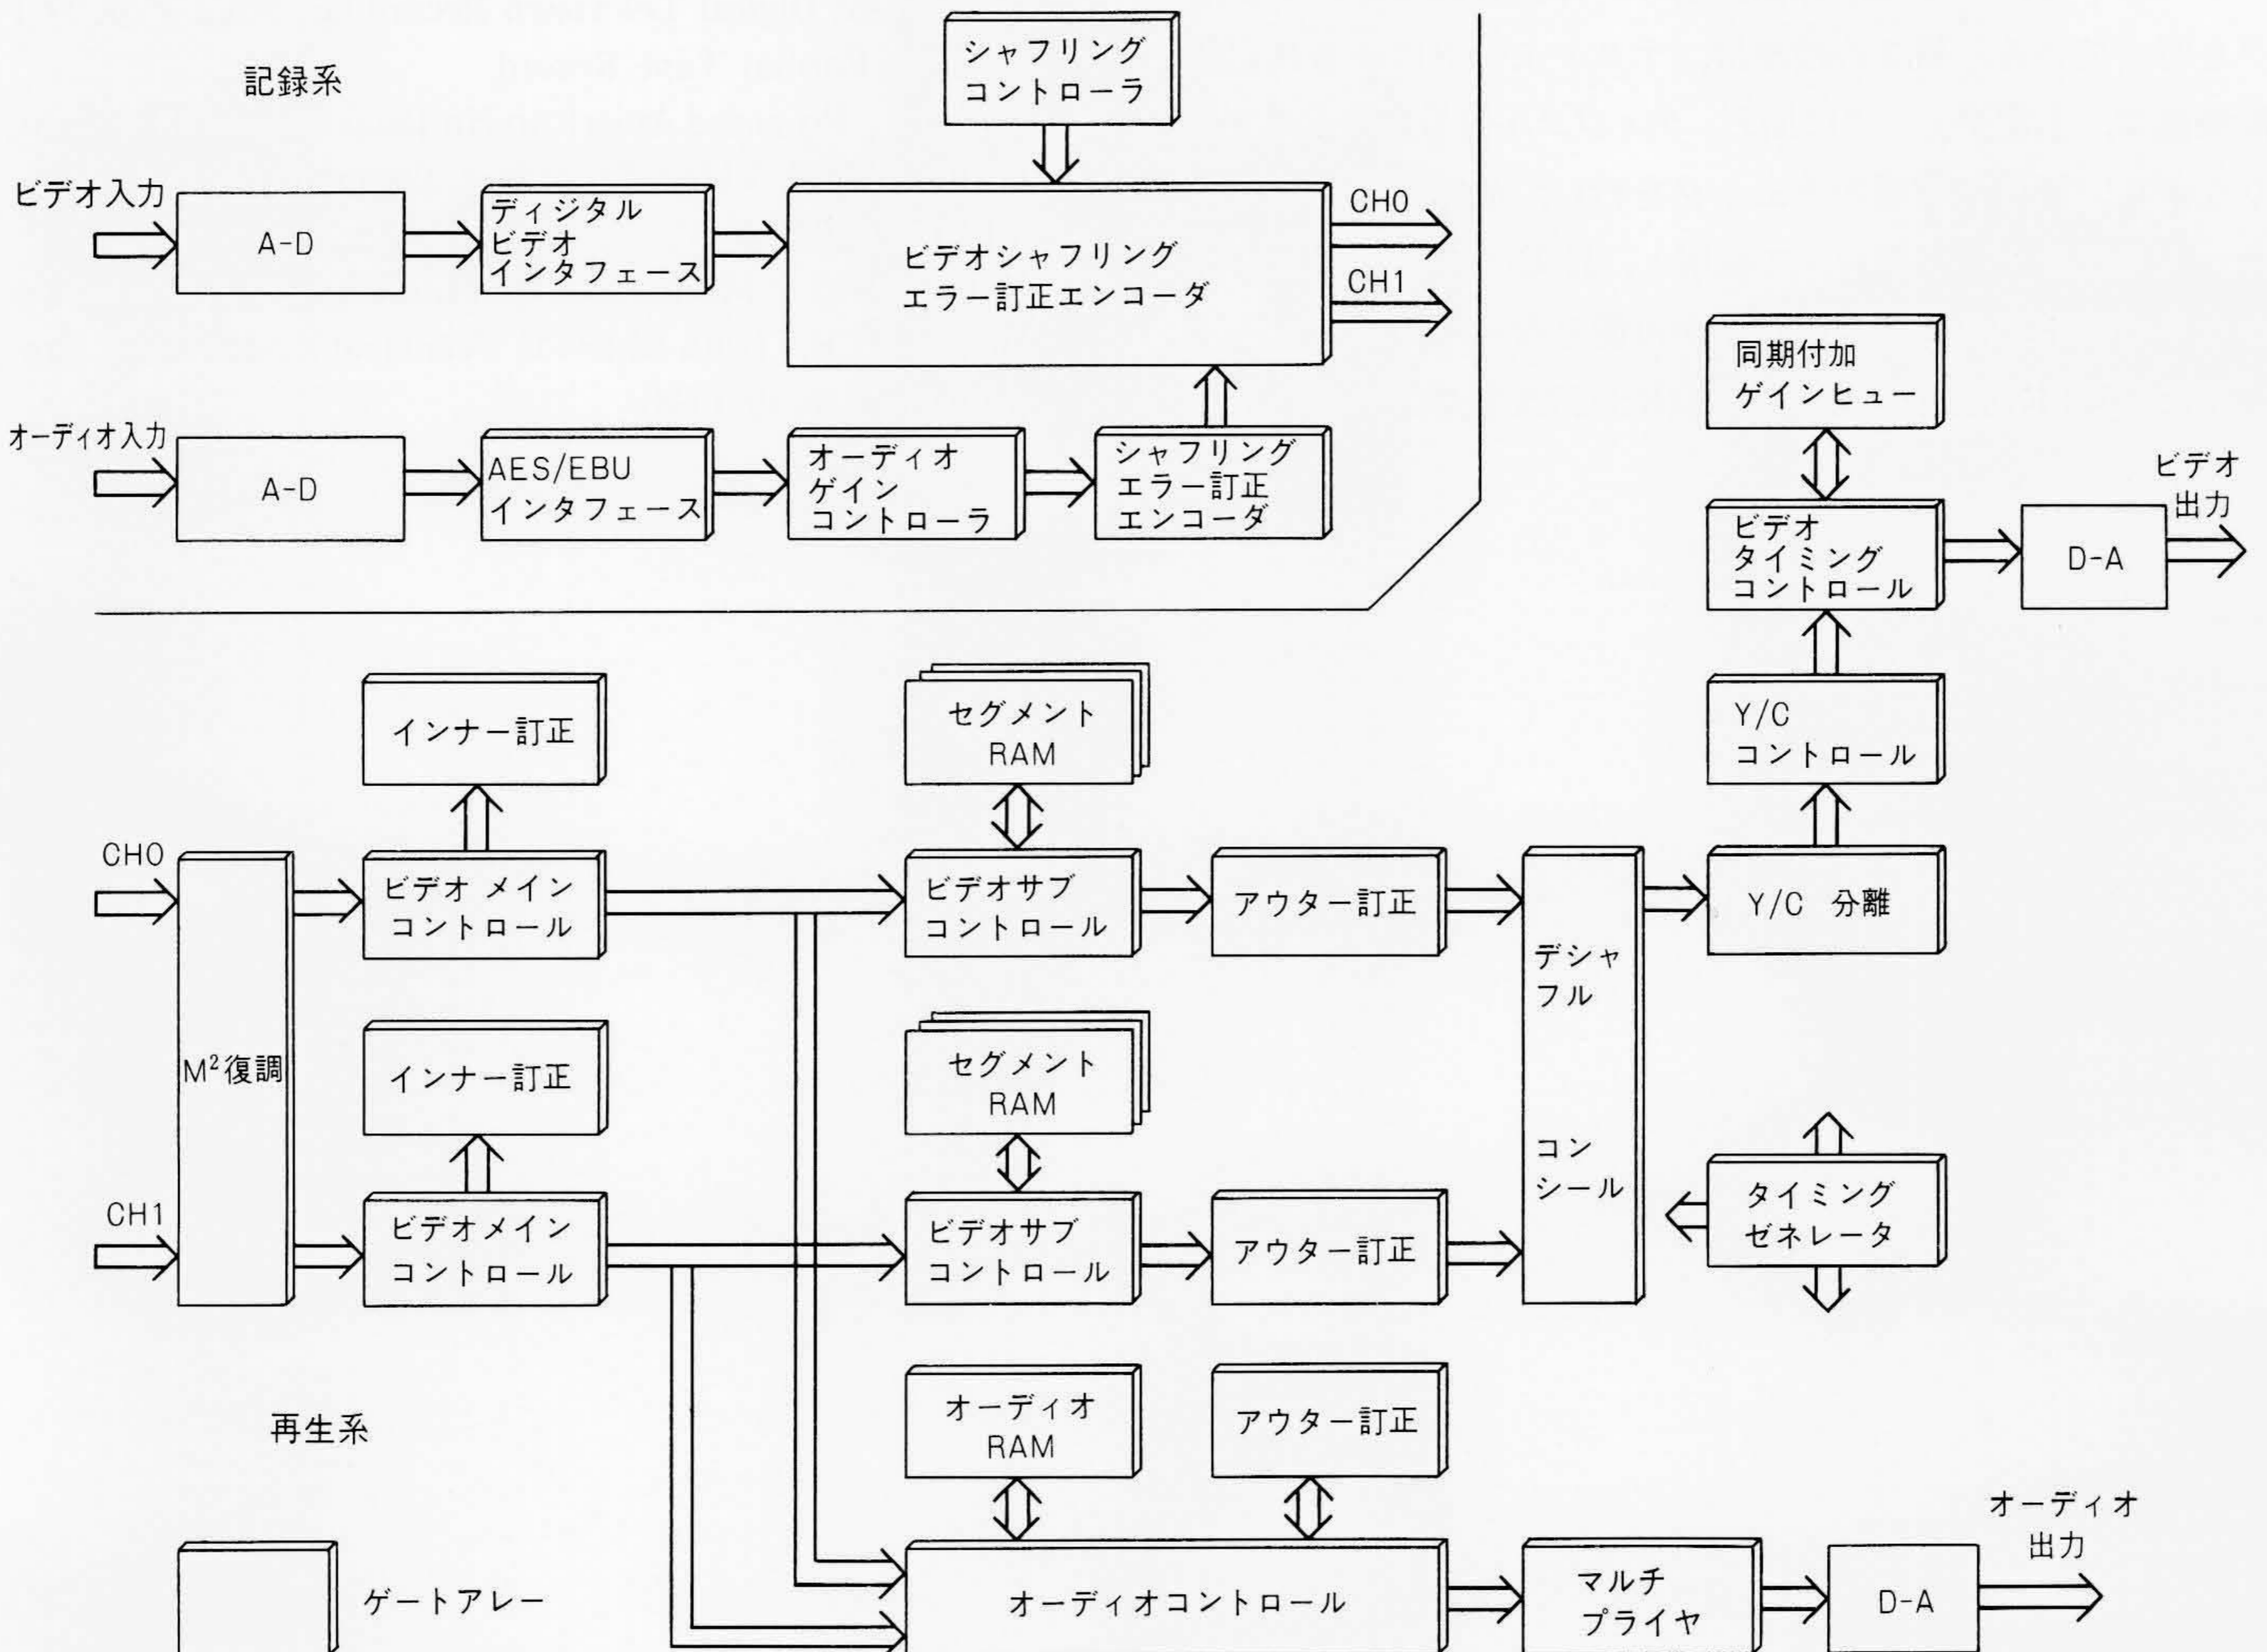 記録系
シャフリング
コントローラ
ビデオ入力
A-D
ディジタル
ビデオ
インタフェース
ビデオシャフリング
エラー訂正エンコーダ
CH0
CH1
オーディオ入力
A-D
AES/EBU
インタフェース
オーディオ
ゲイン
コントローラ
シャフリング
エラー訂正
エンコーダ
同期付加
ゲインヒュー
ビデオ
タイミング
コントロール
D-A
ビデオ
出力
Y/C
コントロール
インナー訂正
セグメント
RAM
CH0
M²復調
ビデオ メイン
コントロール
ビデオサブ
コントロール
アウター訂正
デシャ
フル
コン
シール
Y/C 分離
インナー訂正
セグメント
RAM
CH1
ビデオメイン
コントロール
ビデオサブ
コントロール
アウター訂正
タイミング
ゼネレータ
再生系
オーディオ
RAM
アウター訂正
ゲートアレー
オーディオコントロール
マルチ
プライヤ
D-A
オーディオ
出力